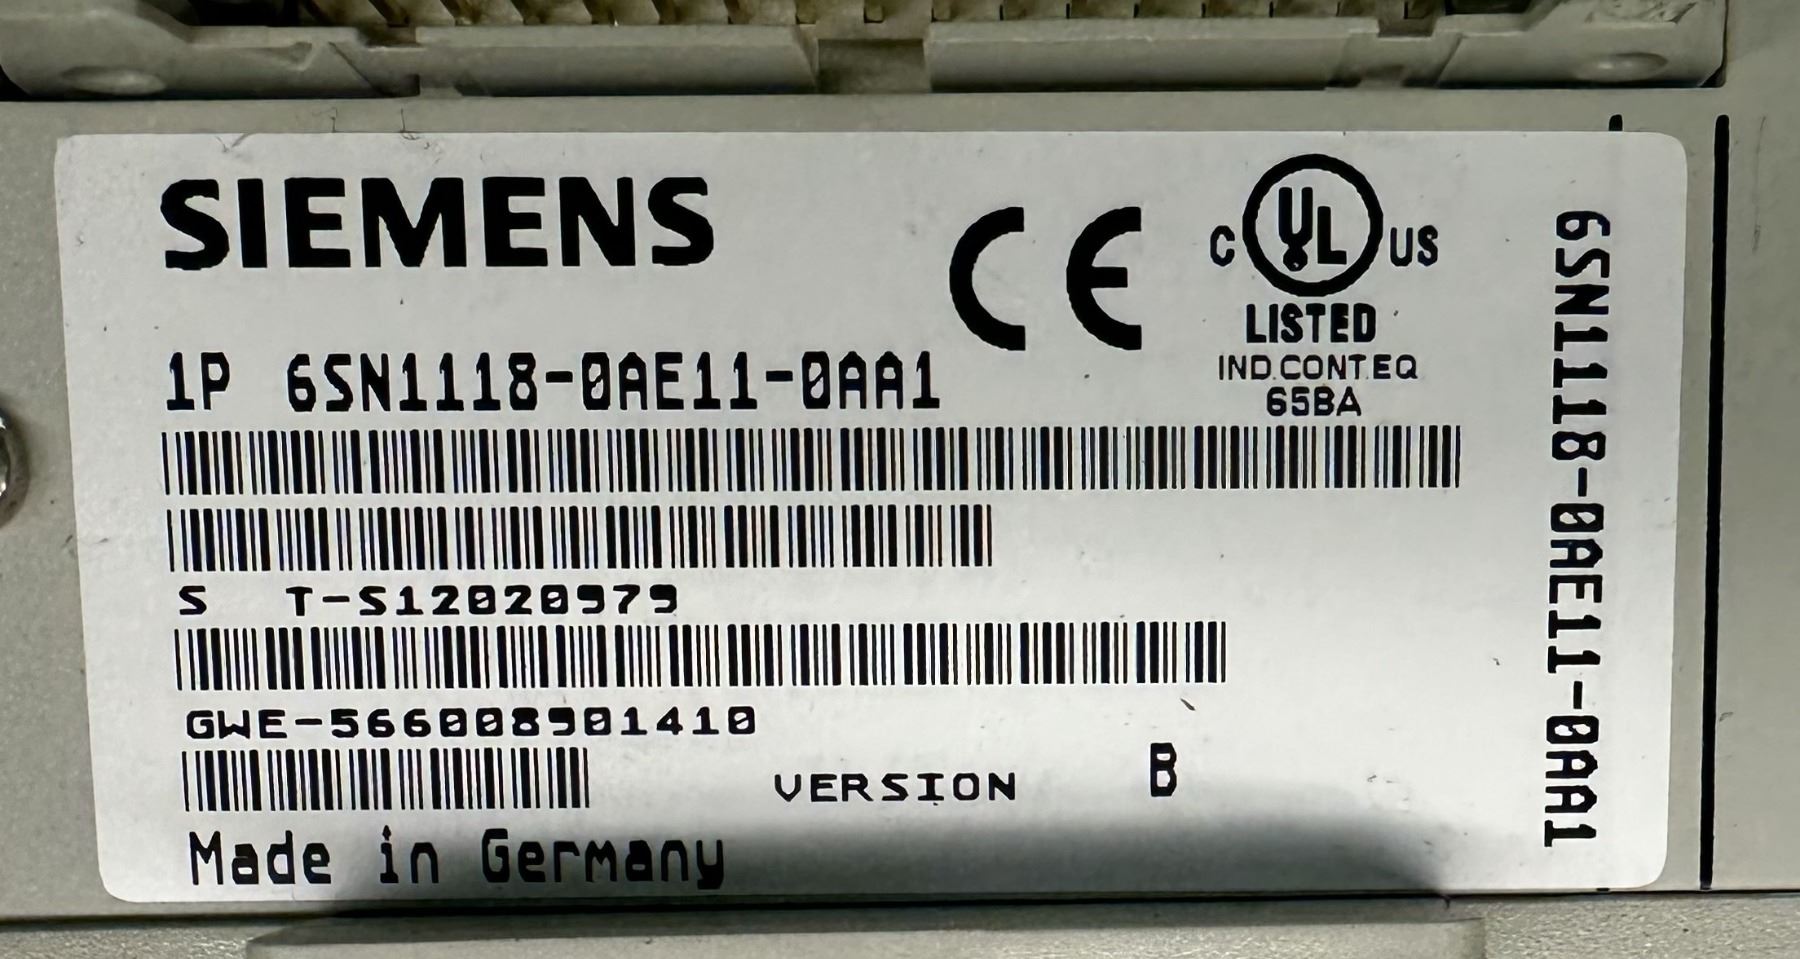 SIEMENS
CE
C UL US
LISTED
IND.CONT.EQ
65BA
1P 6SN1118-0AE11-0AA1
S T-S12020979
GWE-566008901410
VERSION B
Made in Germany
6SN1118-0AE11-0AA1